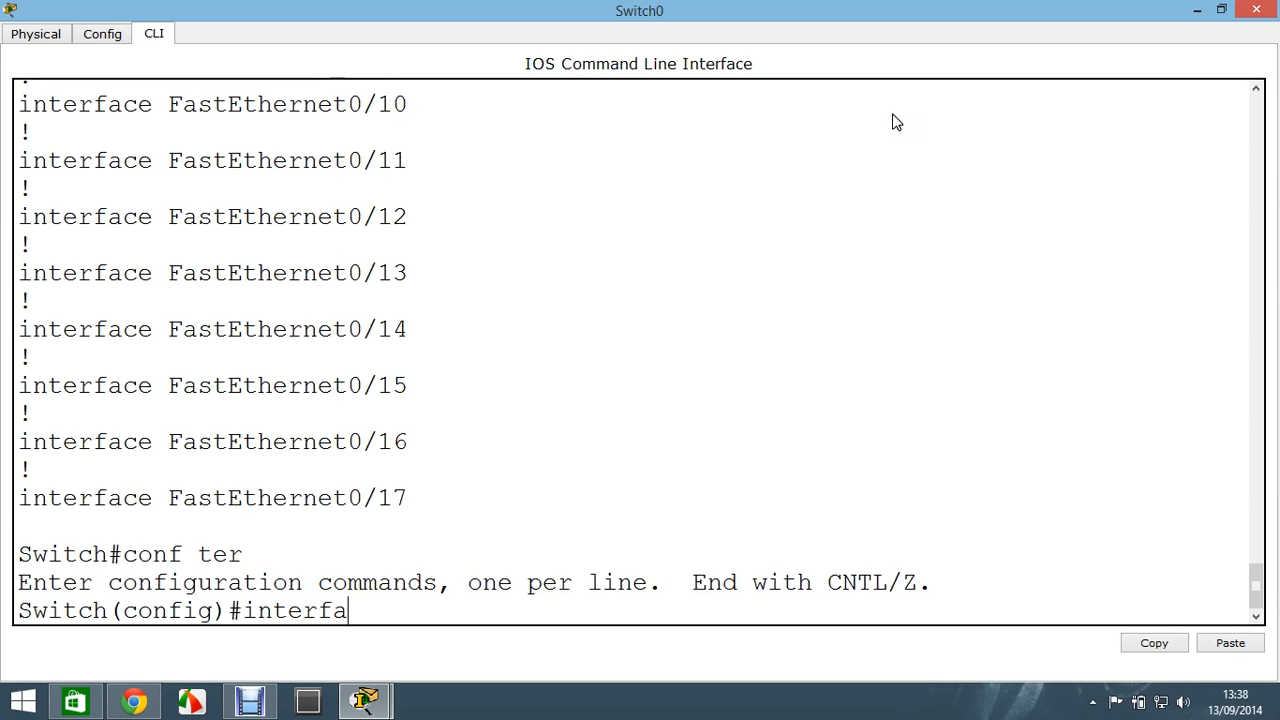 Switch0
Physical
Config
CLI
IOS Command Line Interface
!
interface FastEthernet0/10
!
interface FastEthernet0/11
!
interface FastEthernet0/12
!
interface FastEthernet0/13
!
interface FastEthernet0/14
!
interface FastEthernet0/15
!
interface FastEthernet0/16
!
interface FastEthernet0/17
Switch#conf ter
Enter configuration commands, one per line.  End with CNTL/Z.
Switch(config)#interfa
Copy
Paste
13:38
13/09/2014